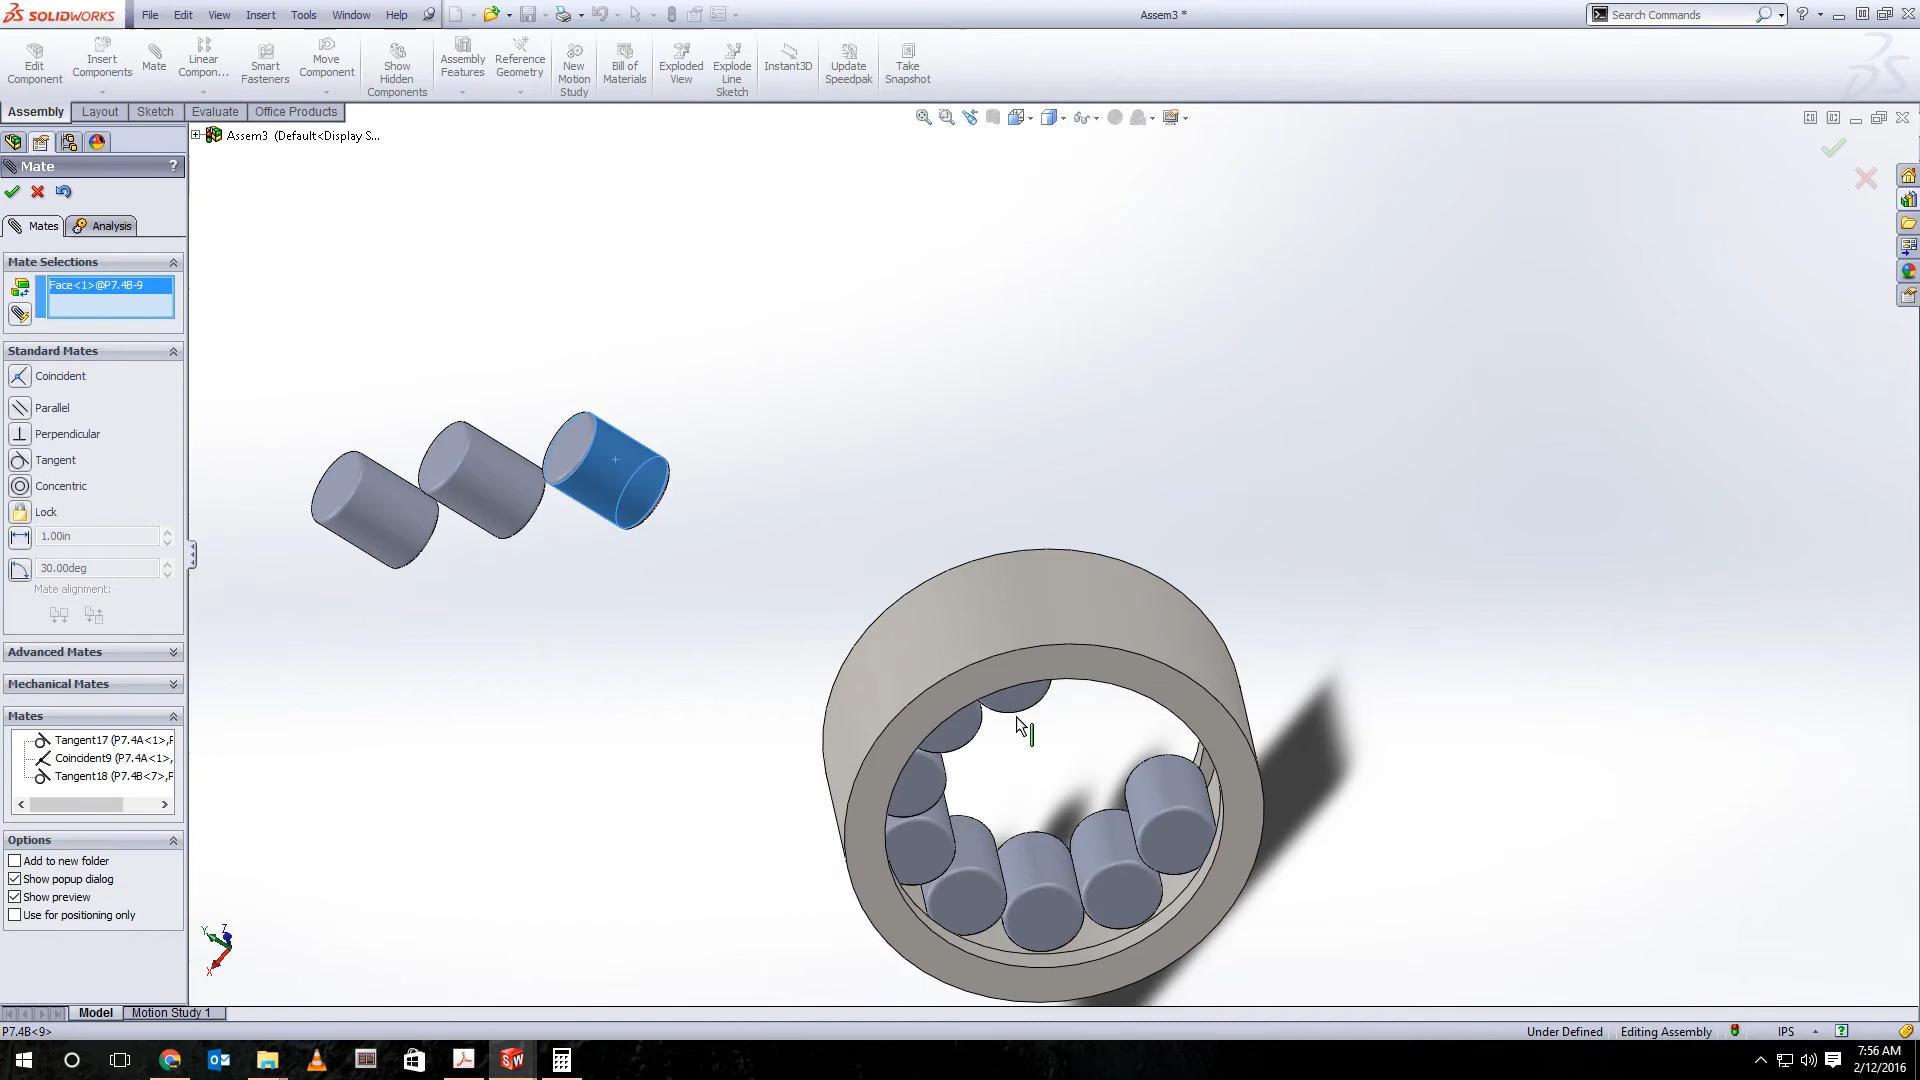 SOLIDWORKS File Edit View Insert Tools Window Help Assem3 * Search Commands ?
Edit Component
Insert Components
Mate
Linear Compon...
Smart Fasteners
Move Component
Show Hidden Components
Assembly Features
Reference Geometry
New Motion Study
Bill of Materials
Exploded View
Explode Line Sketch
Instant3D
Update Speedpak
Take Snapshot
Assembly Layout Sketch Evaluate Office Products
Assem3 (Default<Display S...
Mate ?
Mates Analysis
Mate Selections
Face<1>@P7.4B-9
Standard Mates
Coincident
Parallel
Perpendicular
Tangent
Concentric
Lock
1.00in
30.00deg
Mate alignment:
Advanced Mates
Mechanical Mates
Mates
Tangent17 (P7.4A<1>,F
Coincident9 (P7.4A<1>,
Tangent18 (P7.4B<7>,F
Options
Add to new folder
Show popup dialog
Show preview
Use for positioning only
Y Z
X
Model Motion Study 1
P7.4B<9> Under Defined Editing Assembly IPS ?
7:56 AM
2/12/2016